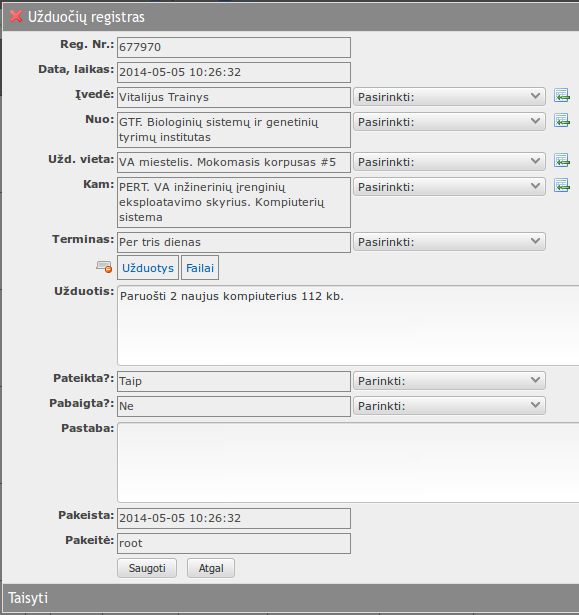 Užduočių registras
Reg. Nr.: 677970
Data, laikas: 2014-05-05 10:26:32
Įvedė: Vitalijus Trainys Pasirinkti:
Nuo: GTF. Biologinių sistemų ir genetinių Pasirinkti:
tyrimų institutas
Užd. vieta: VA miestelis. Mokomasis korpusas #5 Pasirinkti:
Kam: PERT. VA inžinerinių įrenginių Pasirinkti:
eksploatavimo skyrius. Kompiuterių
sistema
Terminas: Per tris dienas Pasirinkti:
Užduotys Failai
Užduotis: Paruošti 2 naujus kompiuterius 112 kb.
Pateikta?: Taip Parinkti:
Pabaigta?: Ne Parinkti:
Pastaba:
Pakeista: 2014-05-05 10:26:32
Pakeitė: root
Saugoti Atgal
Taisyti